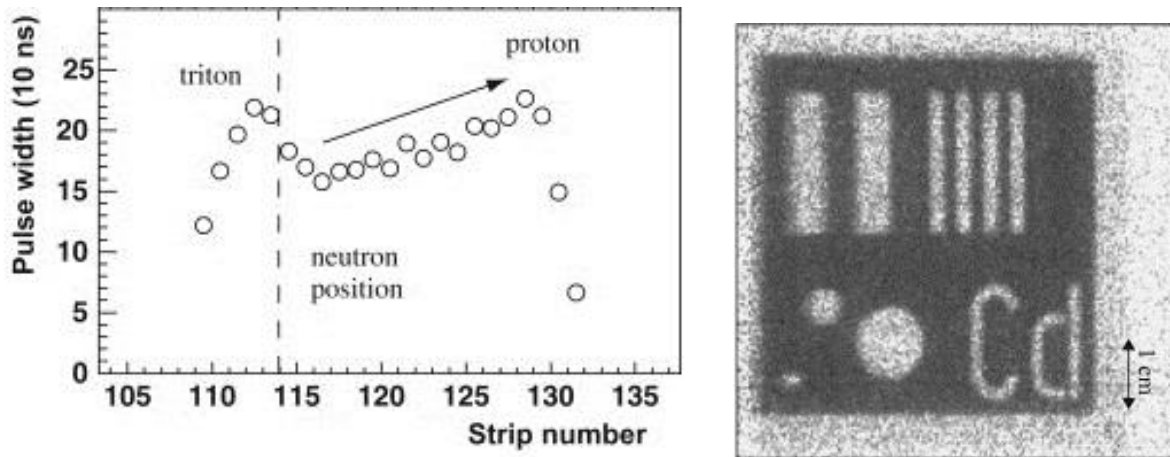 Pulse width (10 ns)
25
20
15
10
5
0
triton
proton
neutron
position
105 110 115 120 125 130 135
Strip number
Cd
1 cm